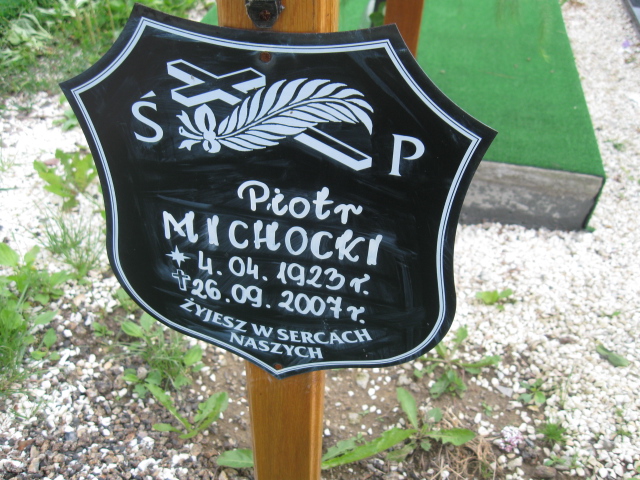 Ś P
Piotr
MICHOCKI
* 4.04.1923 r.
† 26.09.2007 r.
ŻYJESZ W SERCACH
NASZYCH